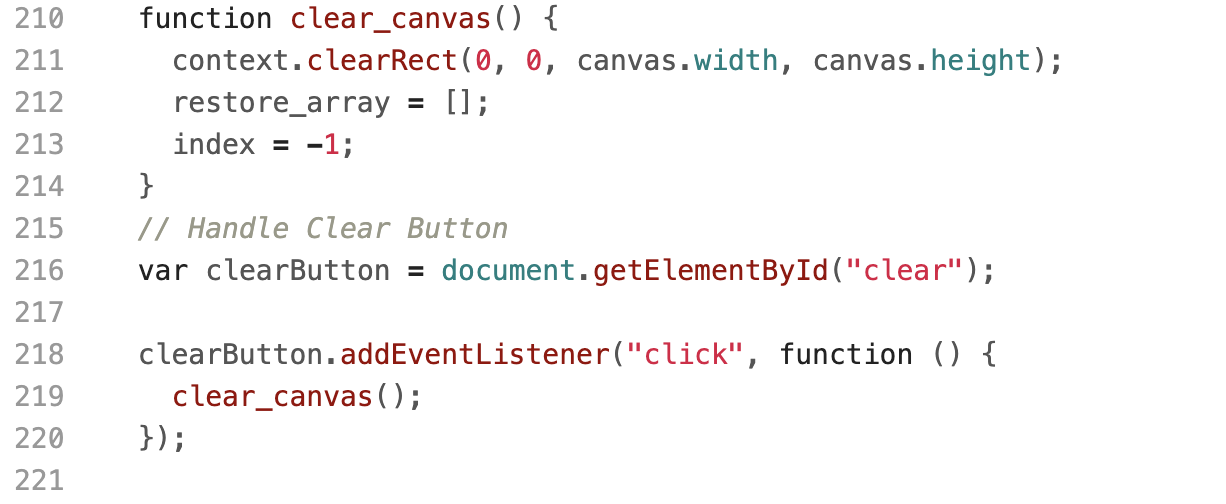 210 function clear_canvas() {
211 context.clearRect(0, 0, canvas.width, canvas.height);
212 restore_array = [];
213 index = -1;
214 }
215 // Handle Clear Button
216 var clearButton = document.getElementById("clear");
217
218 clearButton.addEventListener("click", function () {
219 clear_canvas();
220 });
221